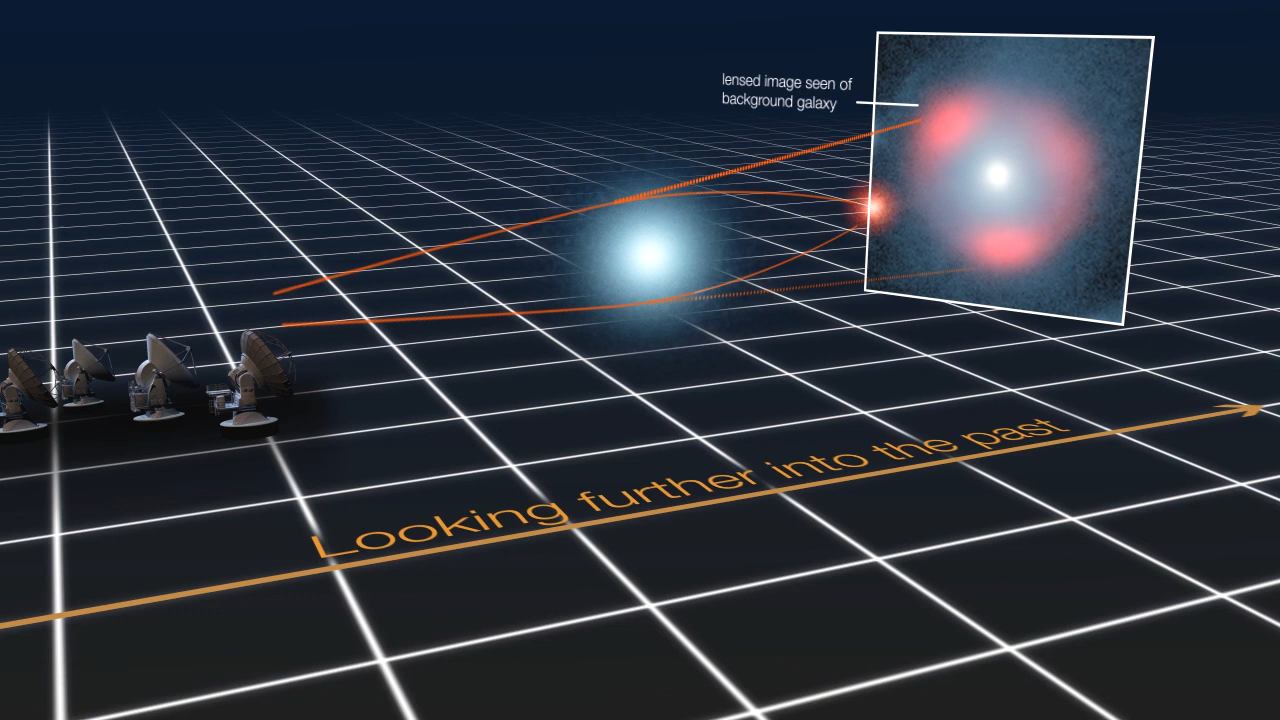 lensed image seen of
background galaxy
Looking further into the past